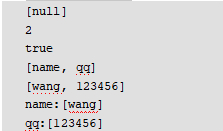 [null]
2
true
[name, qq]
[wang, 123456]
name:[wang]
qq:[123456]